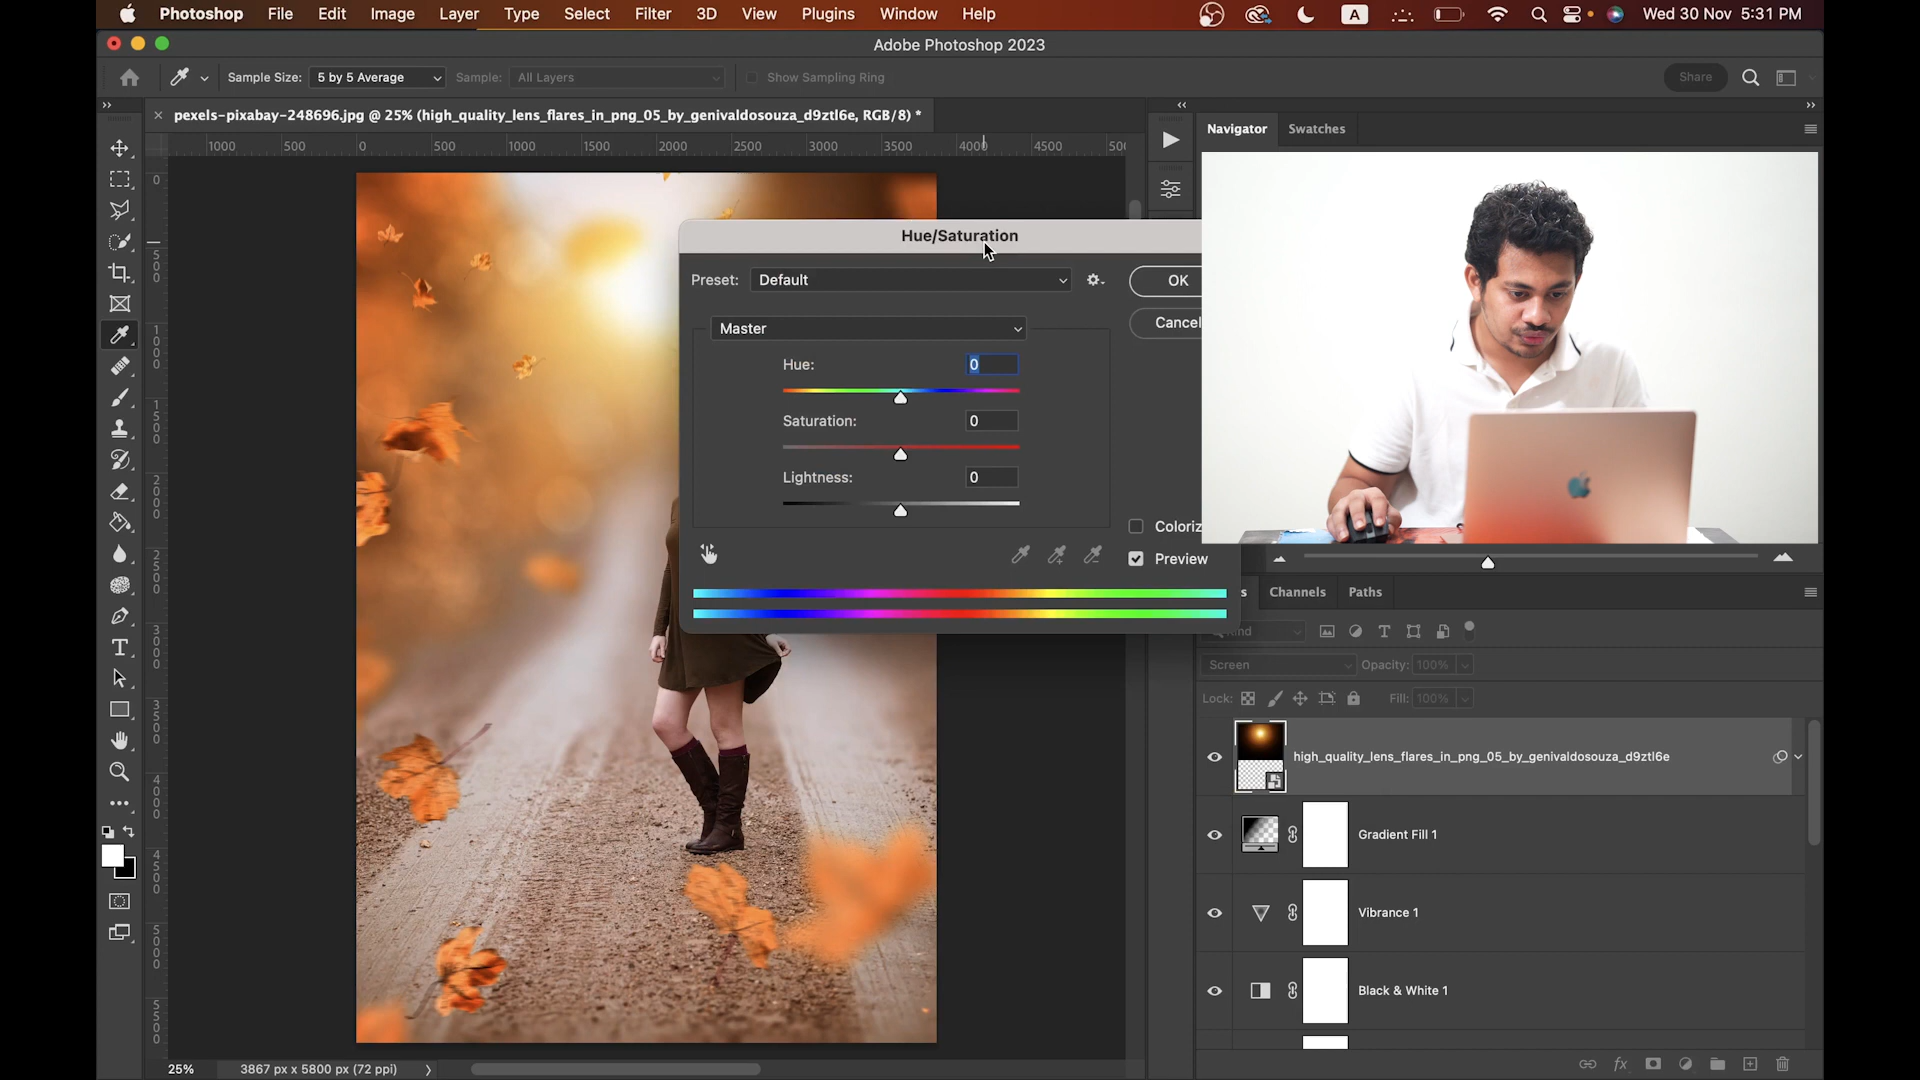 Photoshop File Edit Image Layer Type Select Filter 3D View Plugins Window Help A Wed 30 Nov 5:31 PM
Adobe Photoshop 2023
Sample Size: 5 by 5 Average Sample: All Layers Show Sampling Ring Share
pexels-pixabay-248696.jpg @ 25% (high_quality_lens_flares_in_png_05_by_genivaldosouza_d9ztl6e, RGB/8) *
Navigator Swatches
1000 500 0 500 1000 1500 2000 2500 3000 3500 4000 4500
0
500
1000
1500
2000
2500
3000
3500
4000
4500
5000
5500
Hue/Saturation
Preset: Default OK
Master Cancel
Hue: 0
Saturation: 0
Lightness: 0
Coloriz
Preview
s Channels Paths
Screen Opacity: 100%
Lock: Fill: 100%
high_quality_lens_flares_in_png_05_by_genivaldosouza_d9ztl6e
Gradient Fill 1
Vibrance 1
Black & White 1
fx
25% 3867 px x 5800 px (72 ppi)